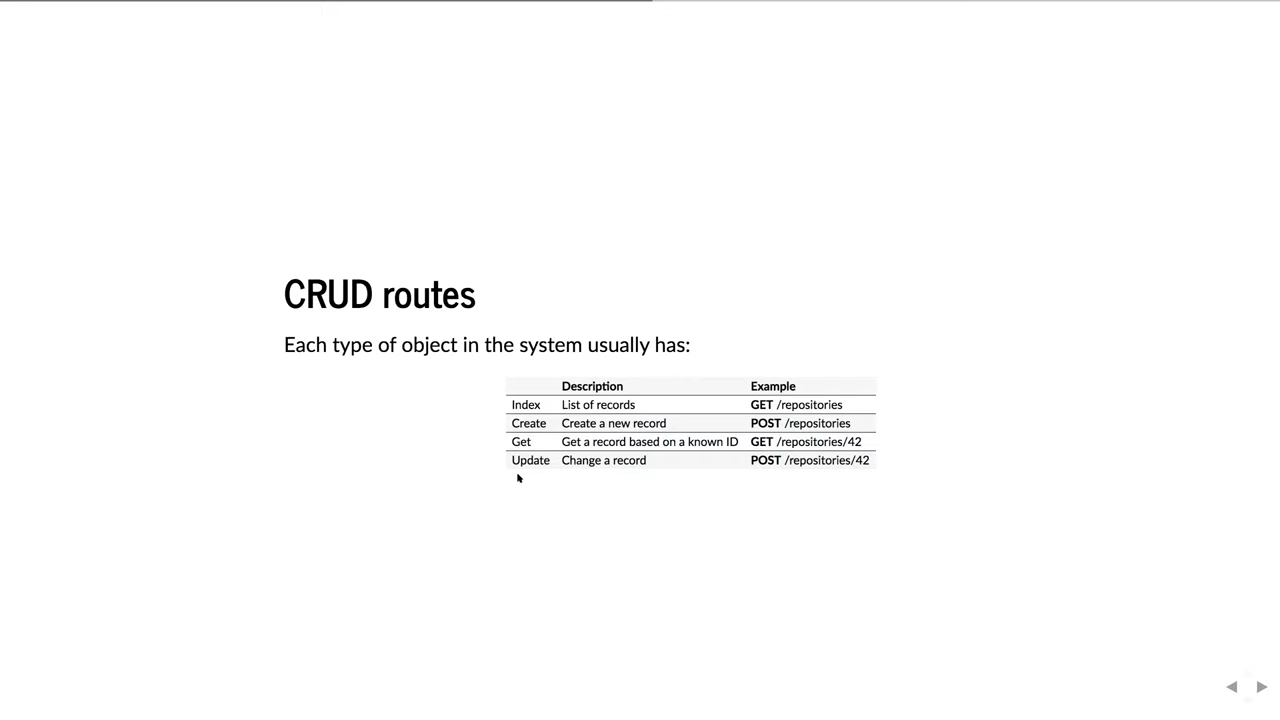 CRUD routes
Each type of object in the system usually has:
Description Example
Index List of records GET /repositories
Create Create a new record POST /repositories
Get Get a record based on a known ID GET /repositories/42
Update Change a record POST /repositories/42